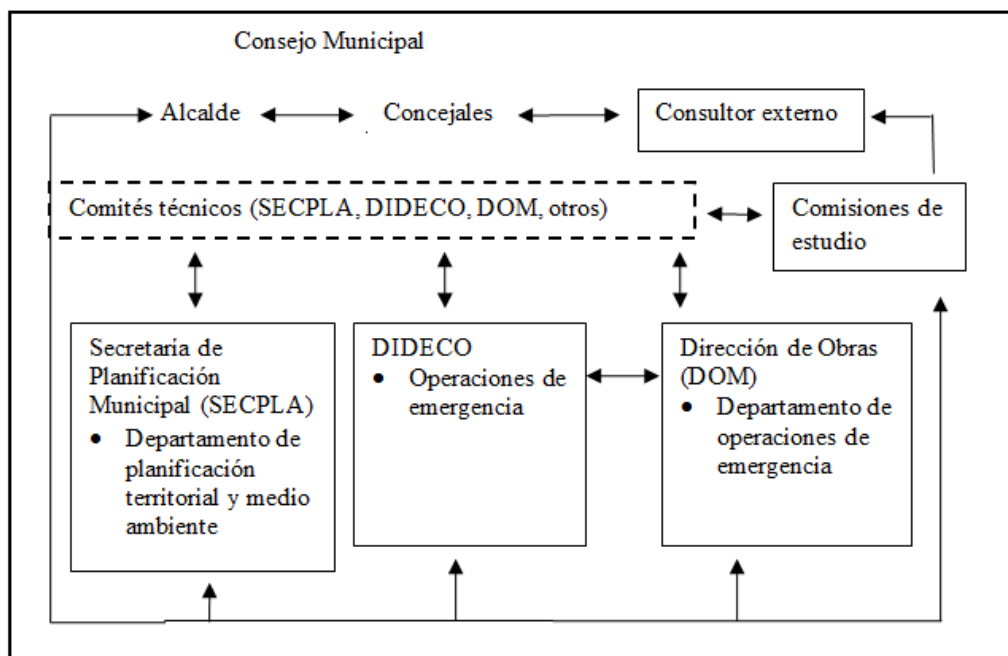 Consejo Municipal
Alcalde
Concejales
Consultor externo
Comités técnicos (SECPLA, DIDECO, DOM, otros)
Comisiones de
estudio
Secretaría de
Planificación
Municipal (SECPLA)
• Departamento de
planificación
territorial y medio
ambiente
DIDECO
• Operaciones de
emergencia
Dirección de Obras
(DOM)
• Departamento de
operaciones de
emergencia